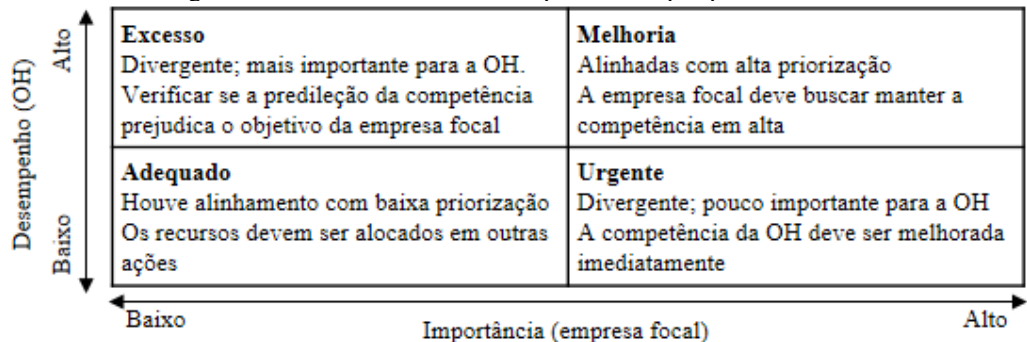 Alto
Desempenho (OH)
Baixo
Excesso
Divergente; mais importante para a OH.
Verificar se a predileção da competência
prejudica o objetivo da empresa focal
Melhoria
Alinhadas com alta priorização
A empresa focal deve buscar manter a
competência em alta
Adequado
Houve alinhamento com baixa priorização
Os recursos devem ser alocados em outras
ações
Urgente
Divergente; pouco importante para a OH
A competência da OH deve ser melhorada
imediatamente
Baixo
Importância (empresa focal)
Alto